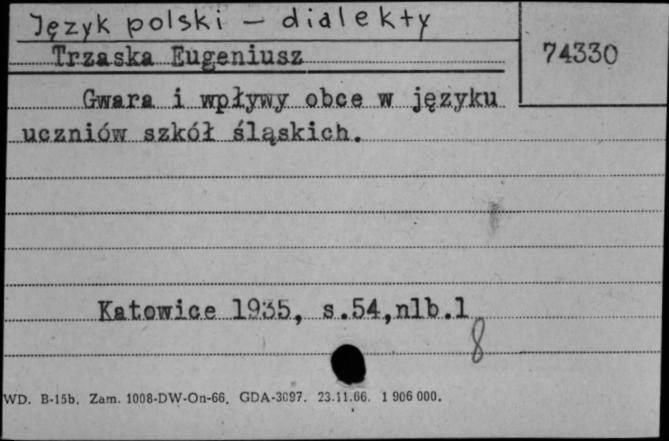 Język polski – dialekty
Trzaska Eugeniusz
74330
Gwara i wpływy obce w języku
uczniów szkół śląskich.
Katowice 1935, s.54,nlb.1
8
WD. B-15b. Zam. 1008-DW-On-66. GDA-3097. 23.11.66. 1 906 000.